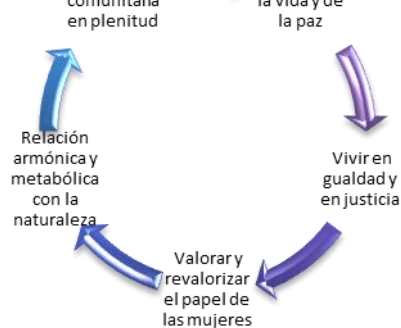 comunitaria
en plenitud
la vida y de
la paz
Vivir en
gualdad y
en justicia
Valorar y
revalorizar
el papel de
las mujeres
Relación
armónica y
metabólica
con la
naturaleza